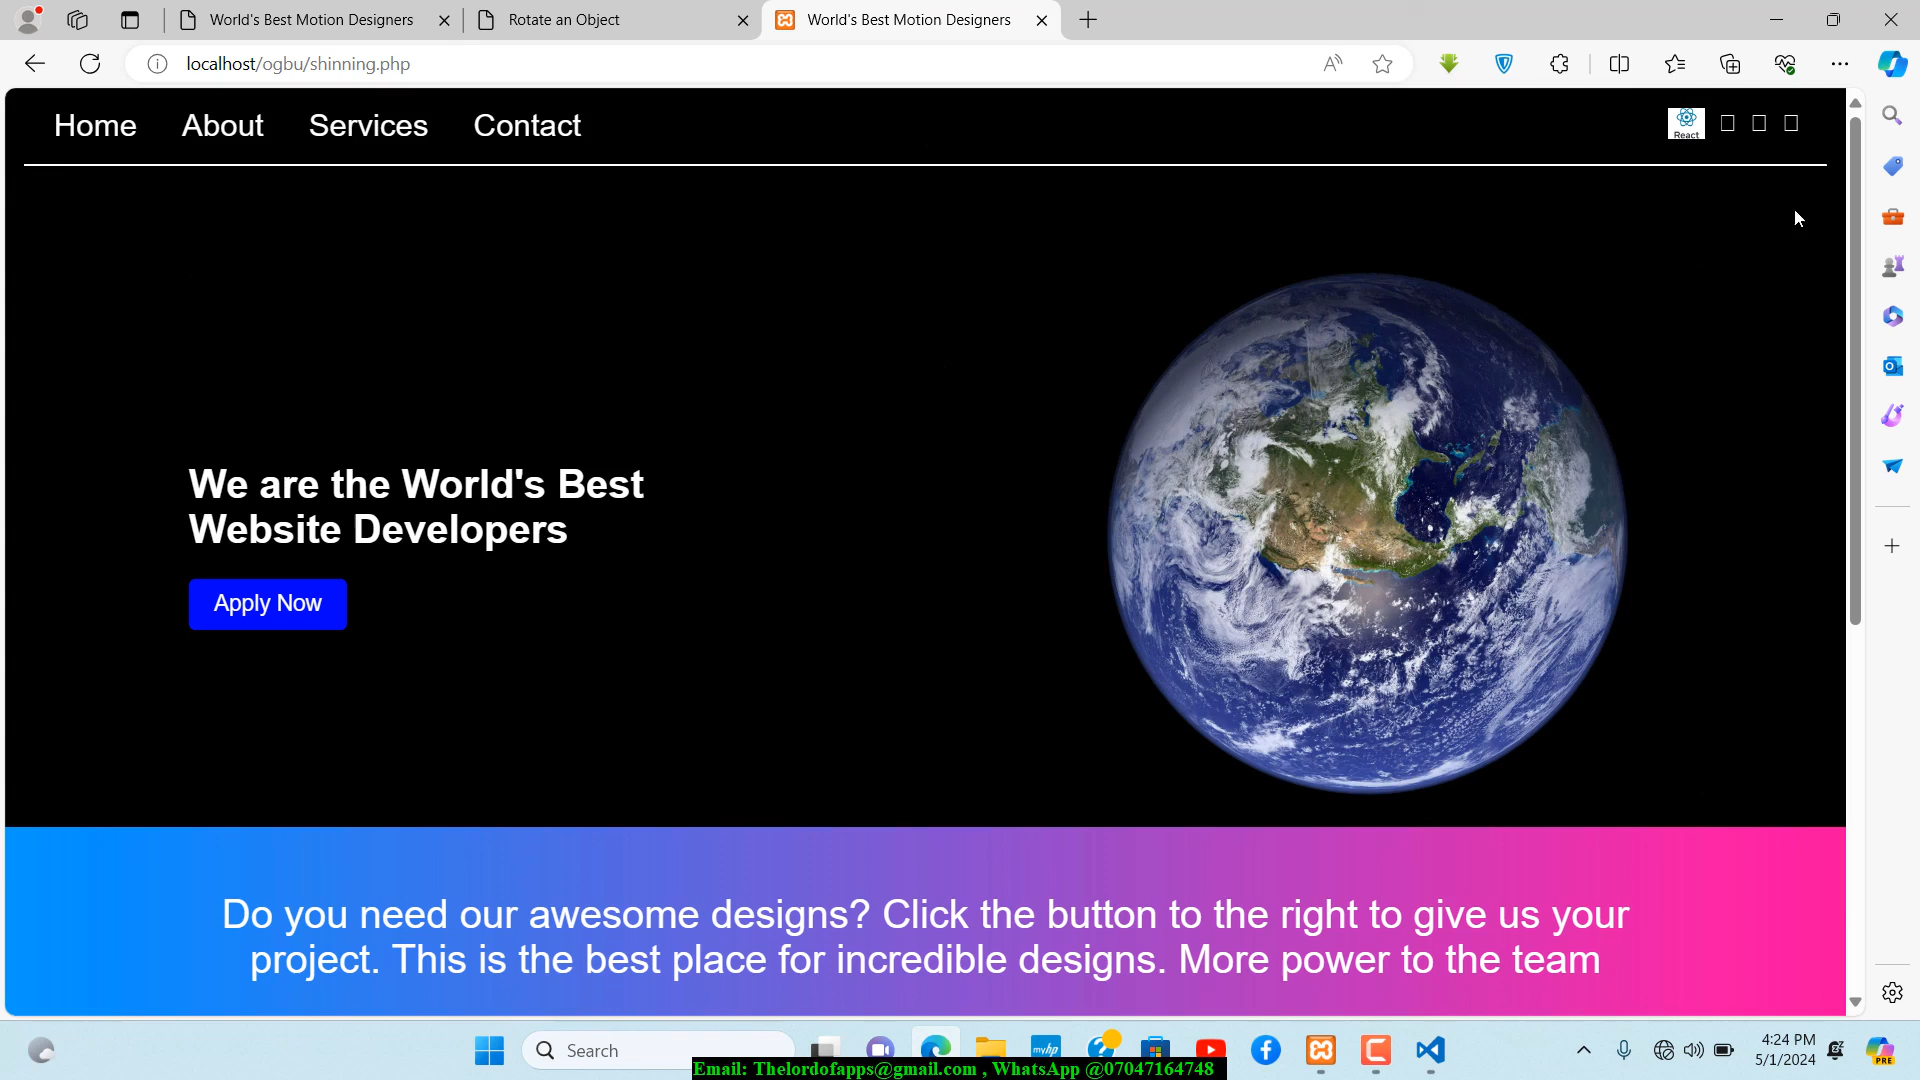 World's Best Motion Designers
Rotate an Object
World's Best Motion Designers
localhost/ogbu/shinning.php
Home About Services Contact
React
We are the World's Best
Website Developers
Apply Now
Do you need our awesome designs? Click the button to the right to give us your
project. This is the best place for incredible designs. More power to the team
Search
myhp
4:24 PM
5/1/2024
PRE
Email: Thelordofapps@gmail.com , WhatsApp @07047164748